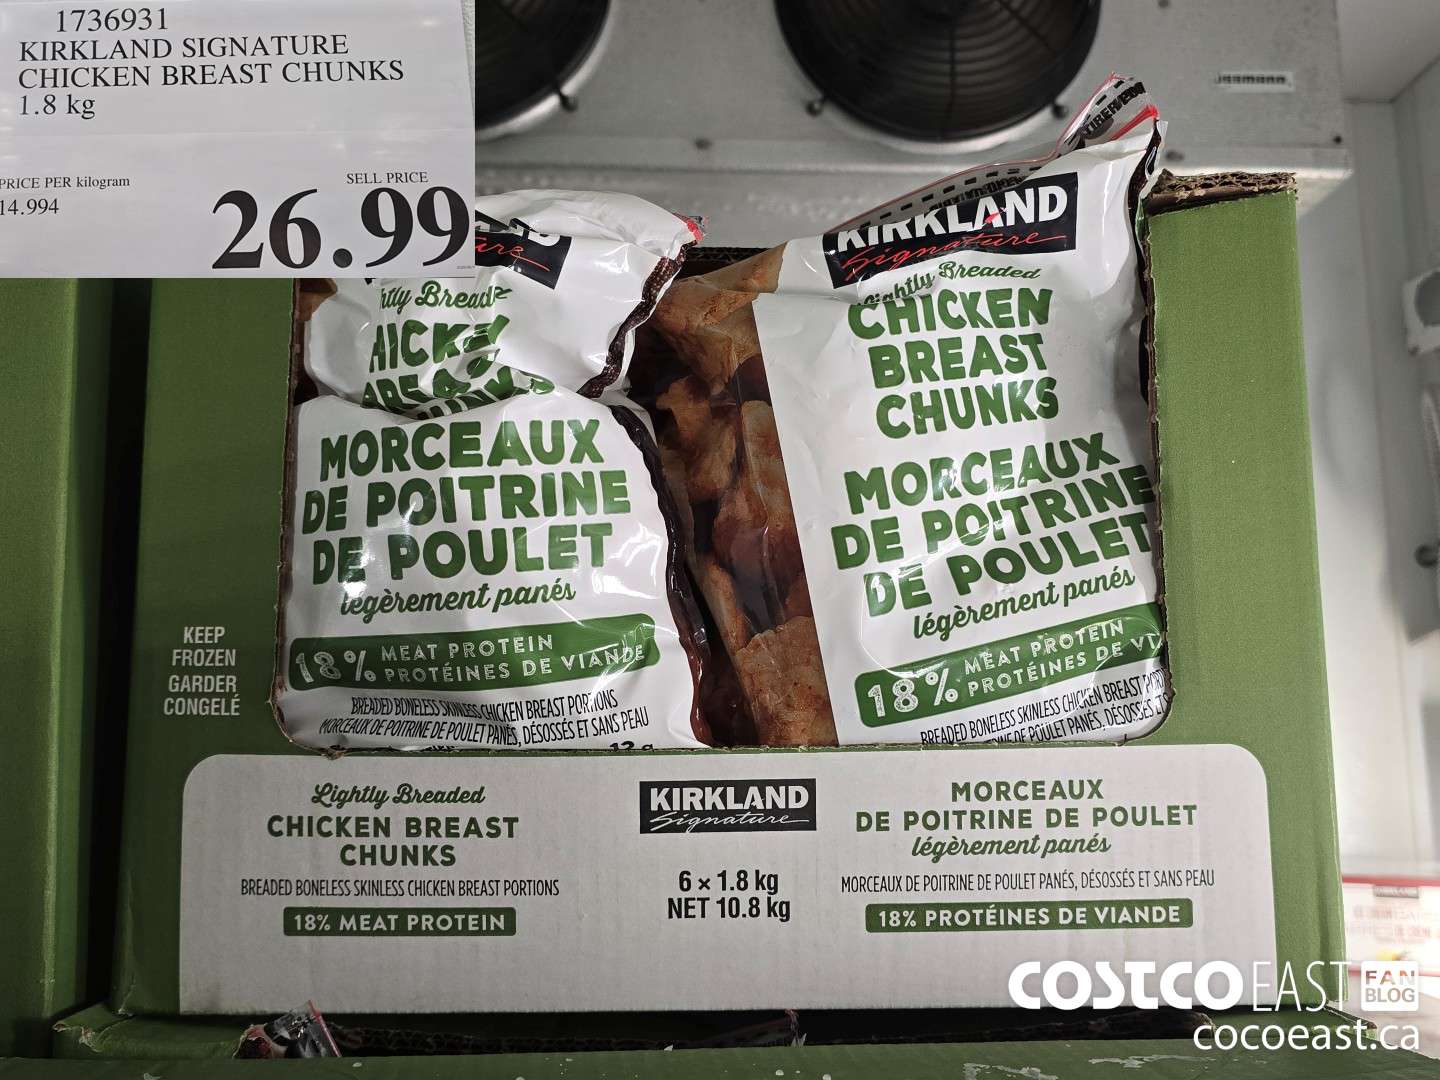 1736931
KIRKLAND SIGNATURE
CHICKEN BREAST CHUNKS
1.8 kg
PRICE PER kilogram
14.994
SELL PRICE
26.99
KIRKLAND
Signature
Lightly Breaded
CHICKEN
BREAST
CHUNKS
MORCEAUX
DE POITRINE
DE POULET
légèrement panés
18% MEAT PROTEIN
PROTÉINES DE
BREADED BONELESS SKINLESS CHICKEN BREAST
MORCEAUX
DE POITRINE
DE POULET
légèrement panés
18% MEAT PROTEIN
PROTÉINES DE VIANDE
BREADED BONELESS SKINLESS CHICKEN BREAST PORTIONS
MORCEAUX DE POITRINE DE POULET PANÉS, DÉSOSSÉS ET SANS PEAU
KEEP
FROZEN
GARDER
CONGELÉ
Lightly Breaded
CHICKEN BREAST
CHUNKS
BREADED BONELESS SKINLESS CHICKEN BREAST PORTIONS
18% MEAT PROTEIN
KIRKLAND
Signature
6 × 1.8 kg
NET 10.8 kg
MORCEAUX
DE POITRINE DE POULET
légèrement panés
MORCEAUX DE POITRINE DE POULET PANÉS, DÉSOSSÉS ET SANS PEAU
18% PROTÉINES DE VIANDE
COSTCO EAST FAN
BLOG
cocoeast.ca